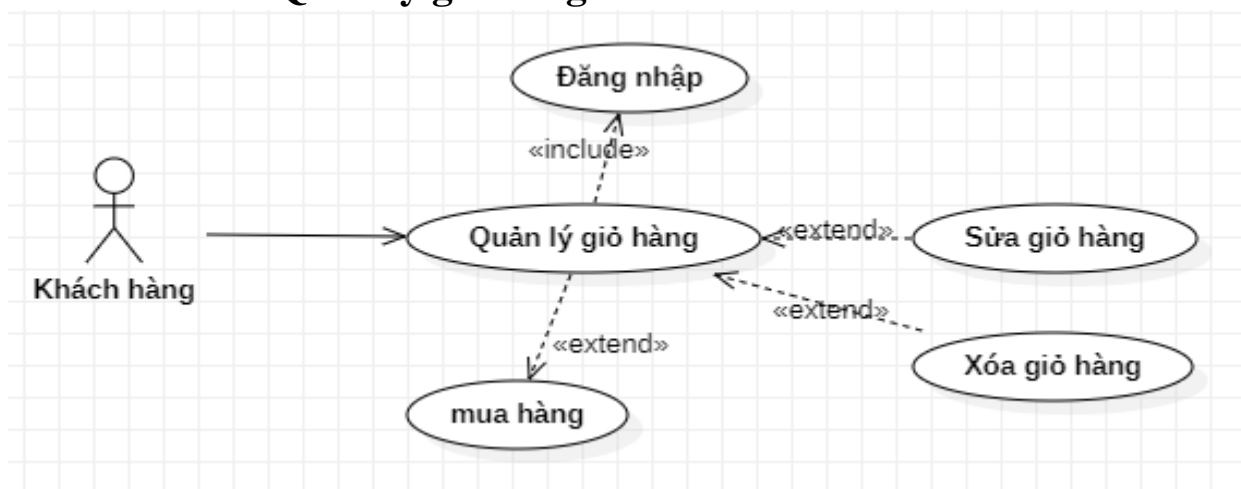 Đăng nhập
«include»
Quản lý giỏ hàng
«extend»
Sửa giỏ hàng
Khách hàng
«extend»
«extend»
Xóa giỏ hàng
mua hàng